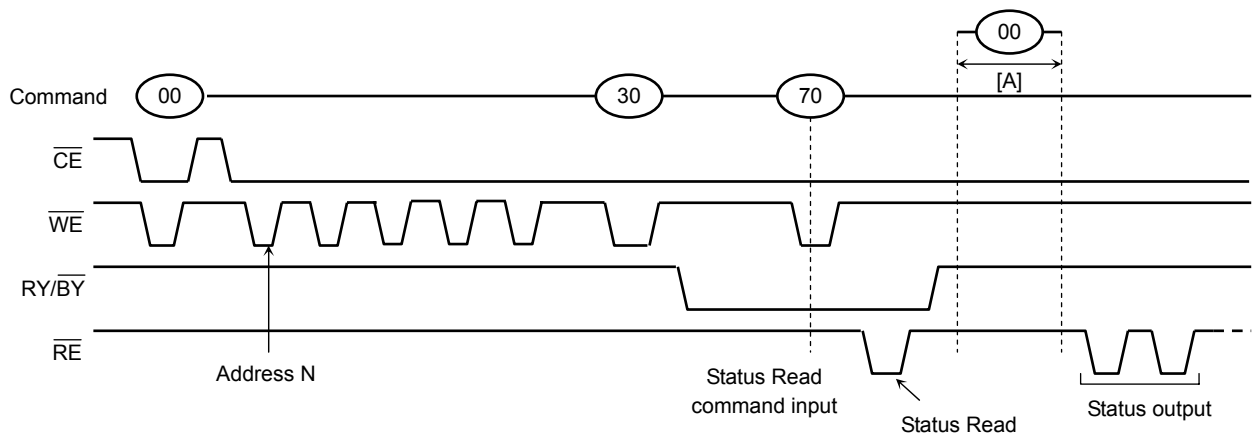 00
[A]
Command
00
30
70
CE
WE
RY/BY
RE
Address N
Status Read
command input
Status Read
Status output